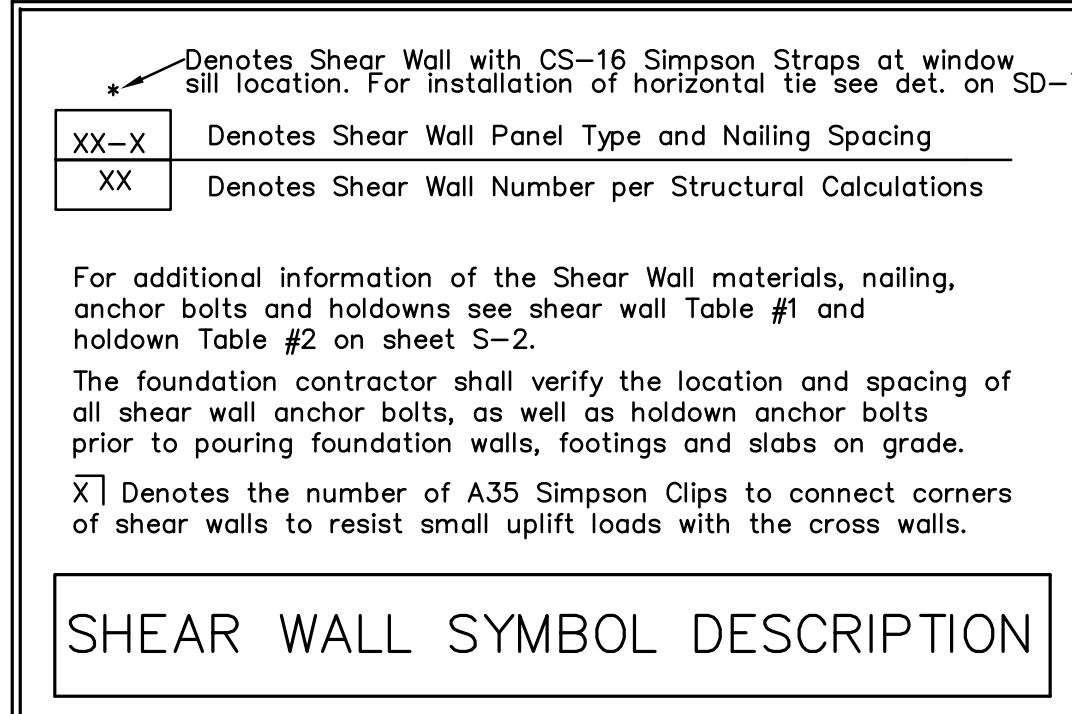 Denotes Shear Wall with CS-16 Simpson Straps at window
* sill location. For installation of horizontal tie see det. on SD-
XX-X Denotes Shear Wall Panel Type and Nailing Spacing
XX Denotes Shear Wall Number per Structural Calculations
For additional information of the Shear Wall materials, nailing,
anchor bolts and holdowns see shear wall Table #1 and
holdown Table #2 on sheet S-2.
The foundation contractor shall verify the location and spacing of
all shear wall anchor bolts, as well as holdown anchor bolts
prior to pouring foundation walls, footings and slabs on grade.
X Denotes the number of A35 Simpson Clips to connect corners
of shear walls to resist small uplift loads with the cross walls.
SHEAR WALL SYMBOL DESCRIPTION